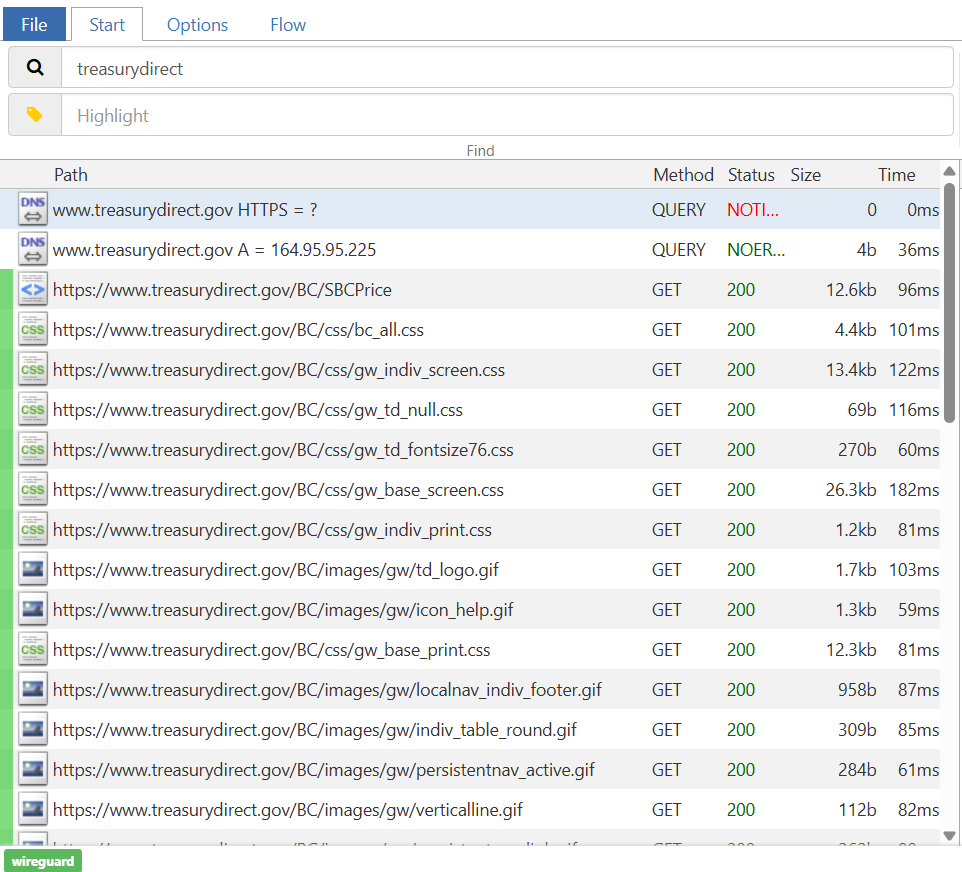 File Start Options Flow
treasurydirect
Highlight
Find
Path Method Status Size Time
DNS www.treasurydirect.gov HTTPS = ? QUERY NOTI... 0 0ms
DNS www.treasurydirect.gov A = 164.95.95.225 QUERY NOER... 4b 36ms
<> https://www.treasurydirect.gov/BC/SBCPrice GET 200 12.6kb 96ms
CSS https://www.treasurydirect.gov/BC/css/bc_all.css GET 200 4.4kb 101ms
CSS https://www.treasurydirect.gov/BC/css/gw_indiv_screen.css GET 200 13.4kb 122ms
CSS https://www.treasurydirect.gov/BC/css/gw_td_null.css GET 200 69b 116ms
CSS https://www.treasurydirect.gov/BC/css/gw_td_fontsize76.css GET 200 270b 60ms
CSS https://www.treasurydirect.gov/BC/css/gw_base_screen.css GET 200 26.3kb 182ms
CSS https://www.treasurydirect.gov/BC/css/gw_indiv_print.css GET 200 1.2kb 81ms
https://www.treasurydirect.gov/BC/images/gw/td_logo.gif GET 200 1.7kb 103ms
https://www.treasurydirect.gov/BC/images/gw/icon_help.gif GET 200 1.3kb 59ms
CSS https://www.treasurydirect.gov/BC/css/gw_base_print.css GET 200 12.3kb 81ms
https://www.treasurydirect.gov/BC/images/gw/localnav_indiv_footer.gif GET 200 958b 87ms
https://www.treasurydirect.gov/BC/images/gw/indiv_table_round.gif GET 200 309b 85ms
https://www.treasurydirect.gov/BC/images/gw/persistentnav_active.gif GET 200 284b 61ms
https://www.treasurydirect.gov/BC/images/gw/verticalline.gif GET 200 112b 82ms
wireguard